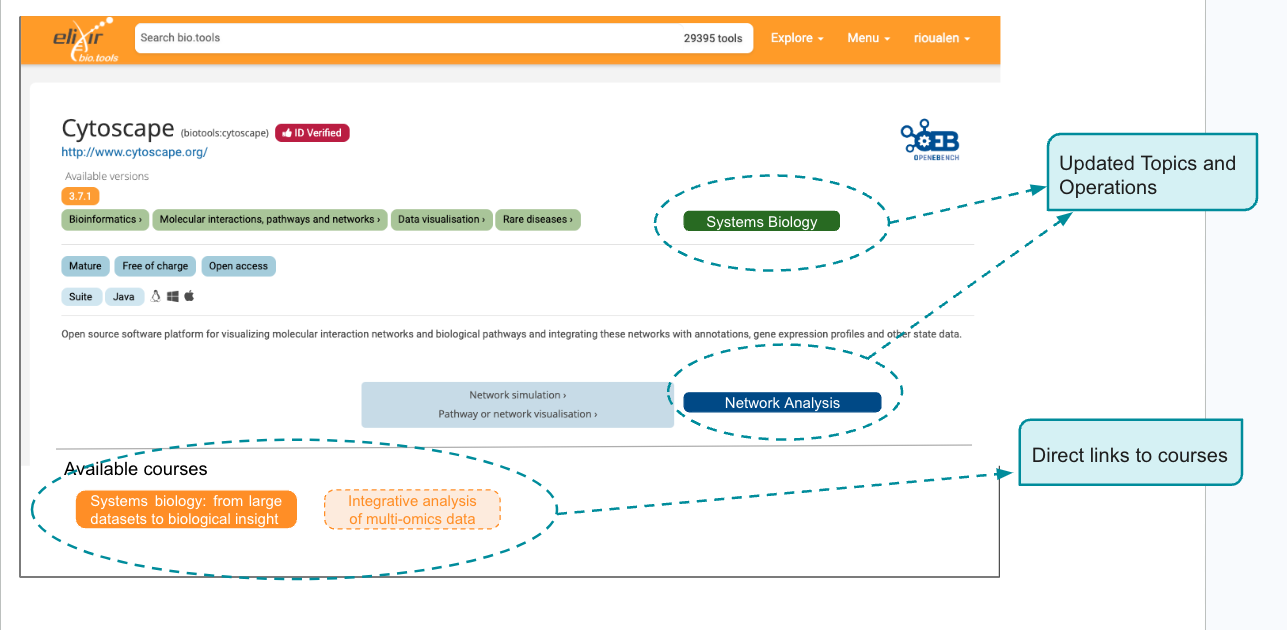 elixir
bio.tools
Search bio.tools
29395 tools
Explore
Menu
rioualen
Cytoscape (biotools:cytoscape) ID Verified
http://www.cytoscape.org/
Available versions
3.7.1
Bioinformatics › Molecular interactions, pathways and networks › Data visualisation › Rare diseases ›
OEB
OPENEBENCH
Systems Biology
Updated Topics and
Operations
Mature Free of charge Open access
Suite Java
Open source software platform for visualizing molecular interaction networks and biological pathways and integrating these networks with annotations, gene expression profiles and other state data.
Network simulation ›
Pathway or network visualisation ›
Network Analysis
Available courses
Systems biology: from large
datasets to biological insight
Integrative analysis
of multi-omics data
Direct links to courses